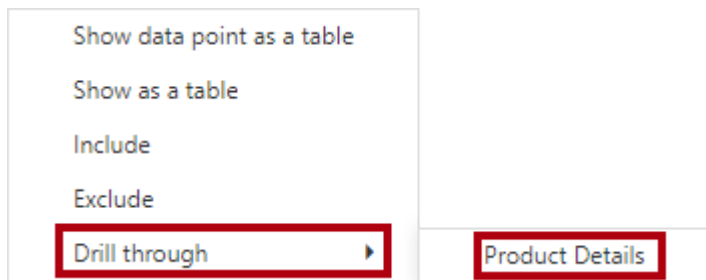 Show data point as a table
Show as a table
Include
Exclude
Drill through
Product Details